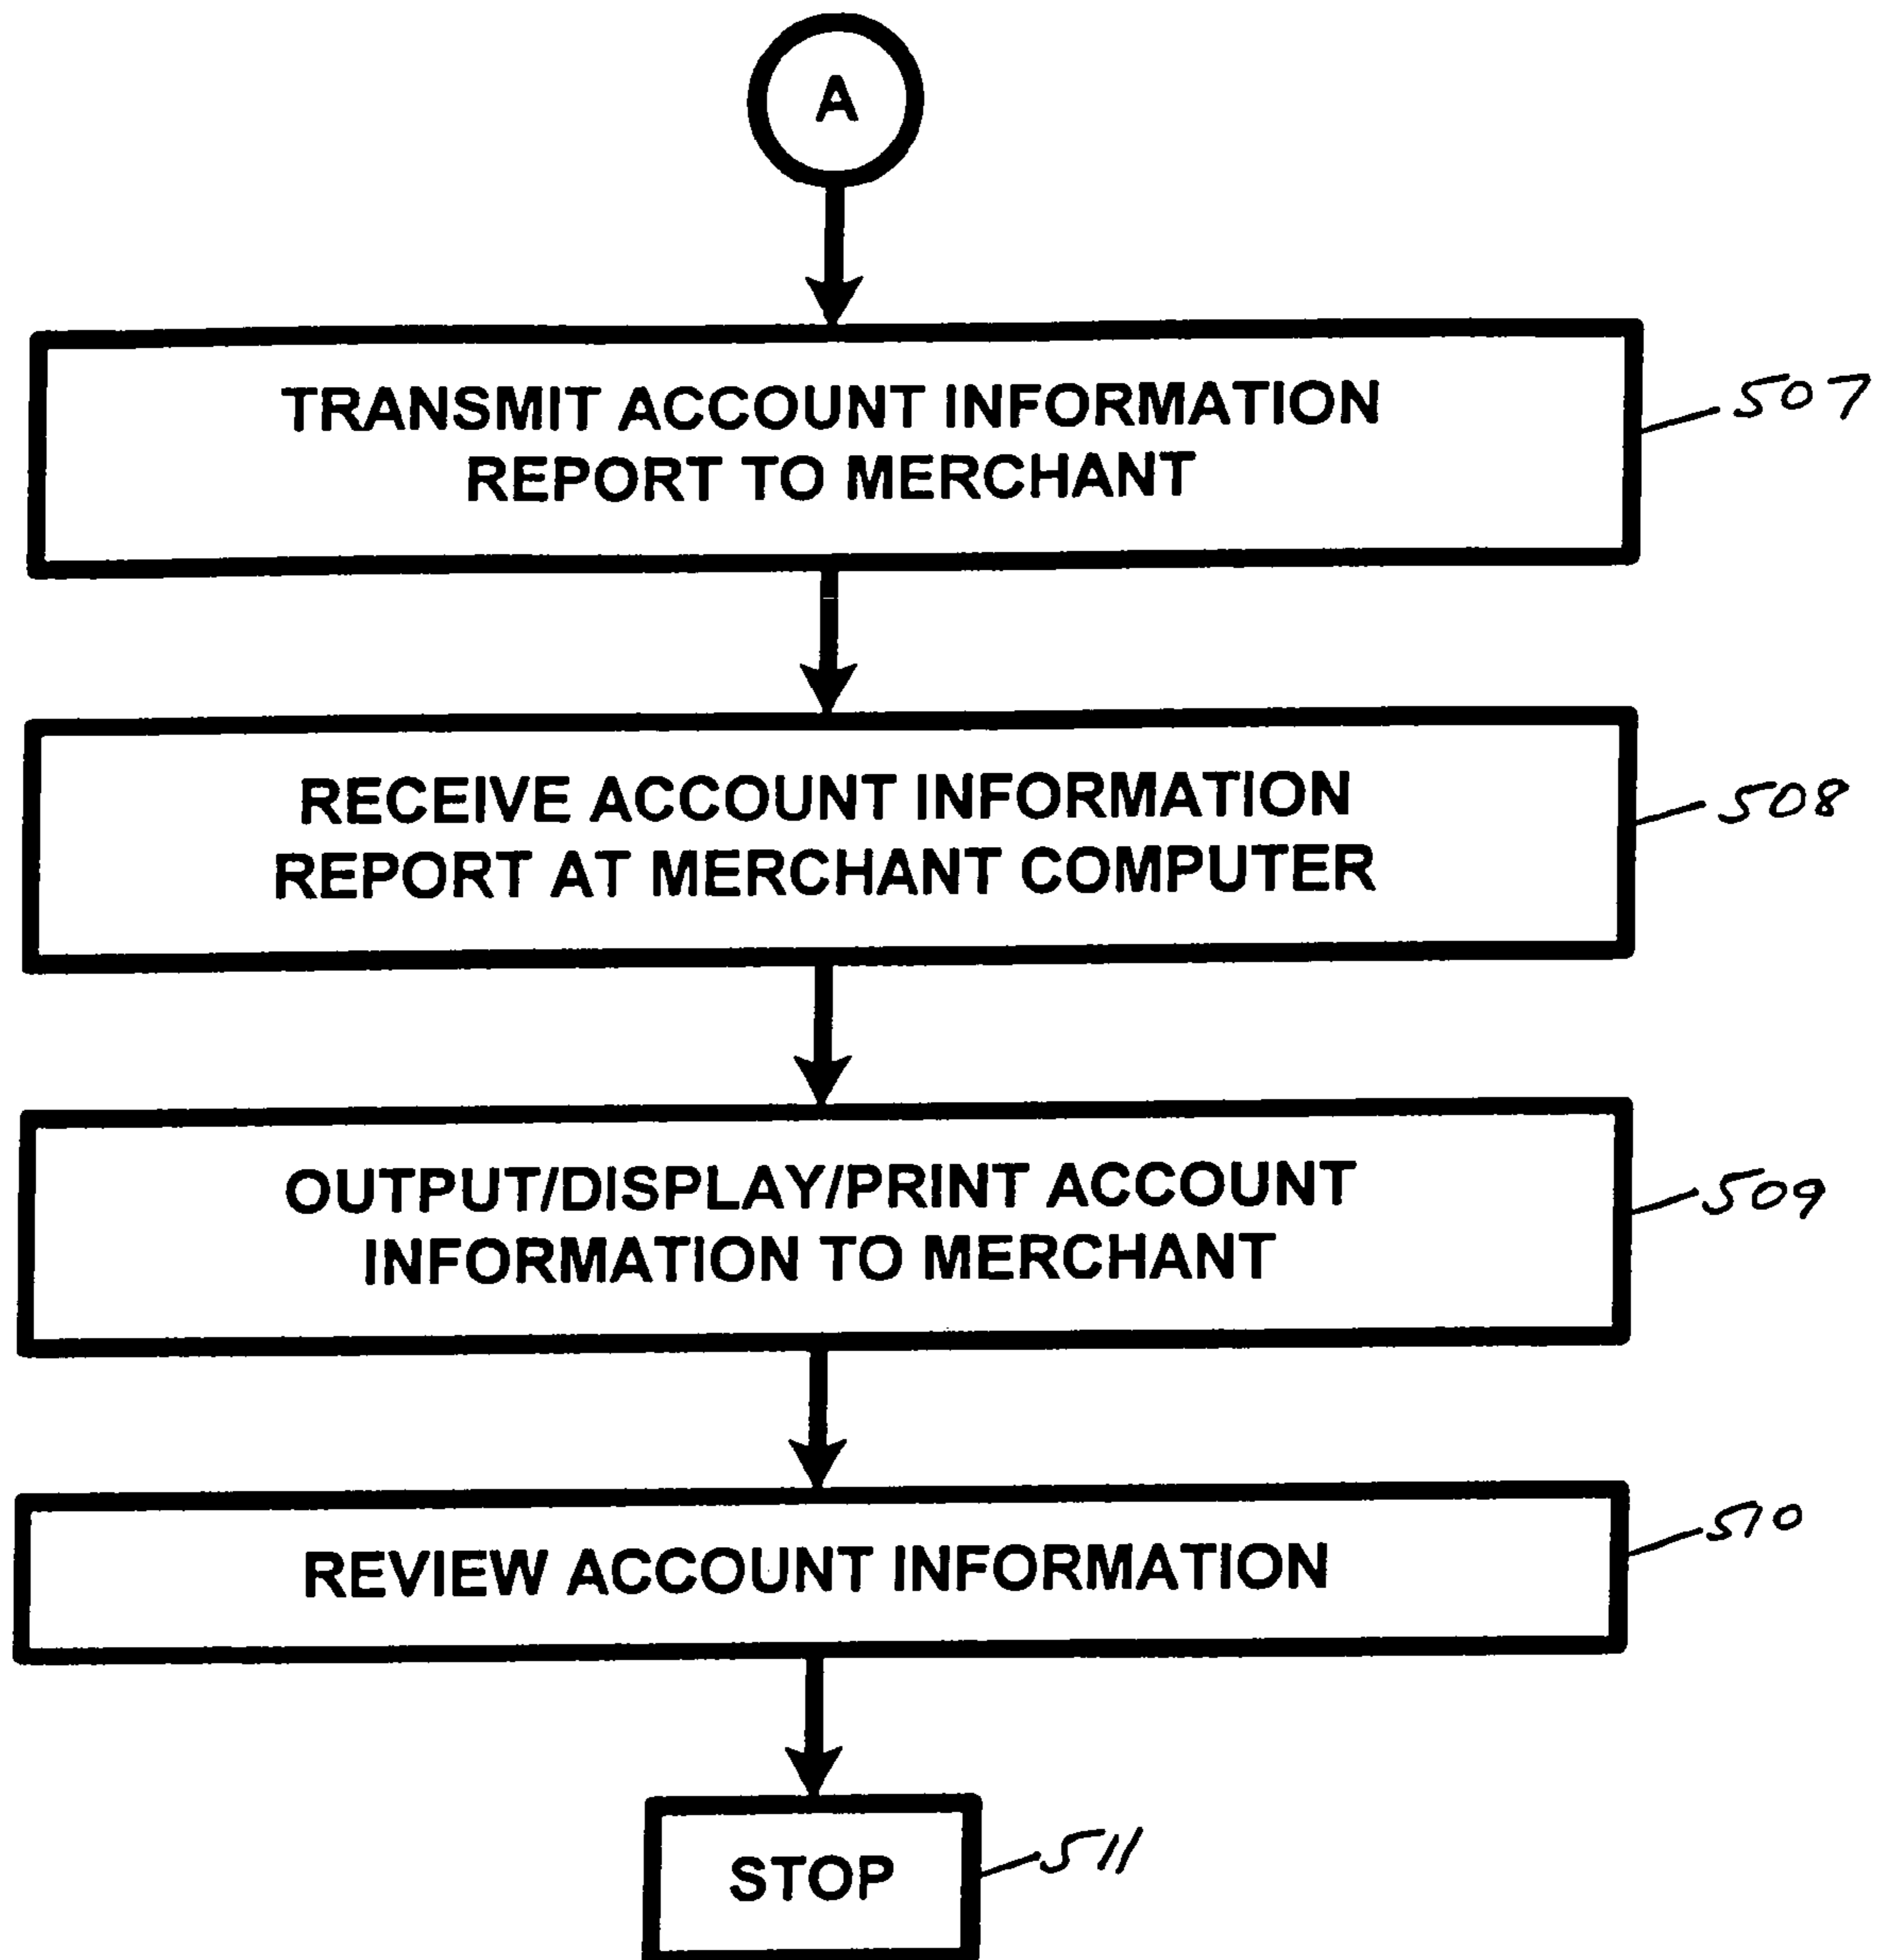 A
TRANSMIT ACCOUNT INFORMATION
REPORT TO MERCHANT
507
RECEIVE ACCOUNT INFORMATION
REPORT AT MERCHANT COMPUTER
508
OUTPUT/DISPLAY/PRINT ACCOUNT
INFORMATION TO MERCHANT
509
REVIEW ACCOUNT INFORMATION
510
STOP
511